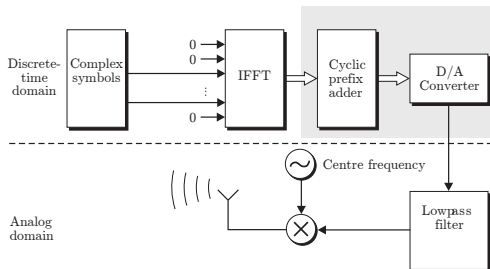 Discrete-
time
domain
Complex
symbols
0
0
⋮
0
IFFT
Cyclic
prefix
adder
D/A
Converter
Centre frequency
Analog
domain
Lowpass
filter